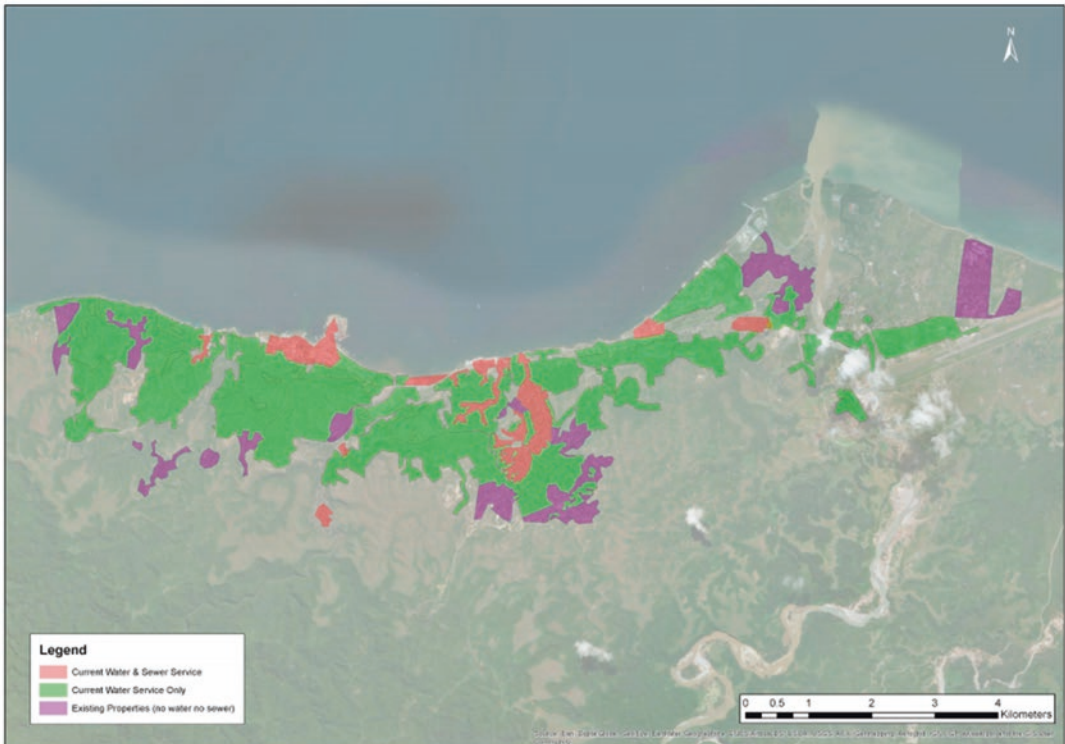 N
Legend
Current Water & Sewer Service
Current Water Service Only
Existing Properties (no water no sewer)
0 0.5 1 2 3 4
Kilometers